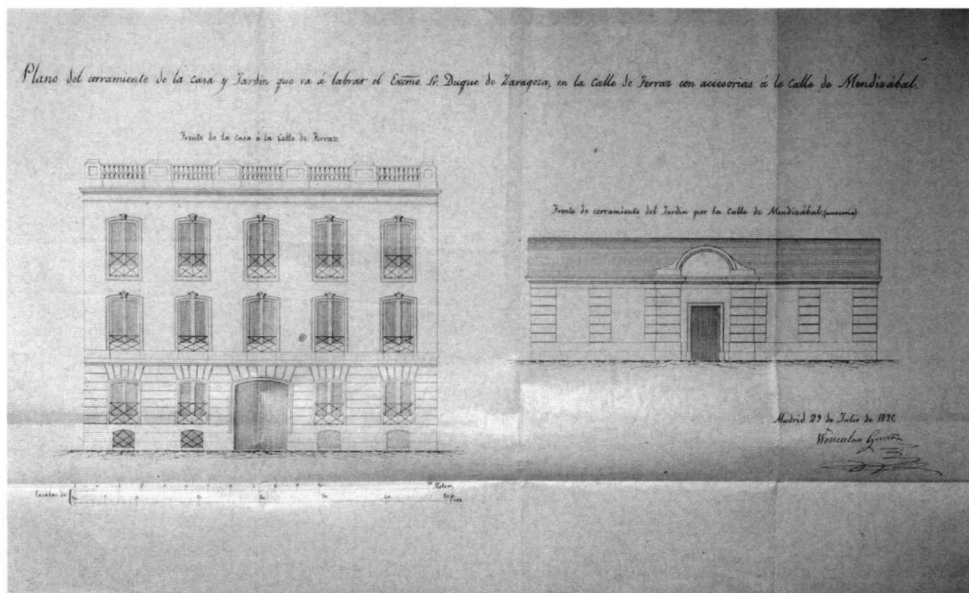 Plano del cerramiento de la casa y Jardin que va á labrar el Excmo. Sr. Duque de Zaragoza, en la Calle de Ferraz con accesorias á la Calle de Mendizábal.
Frente de la casa á la Calle de Ferraz
Frente de cerramiento del Jardin por la Calle de Mendizábal (accesoria)
Madrid 29 de Julio de
Wenceslao
Escalas de